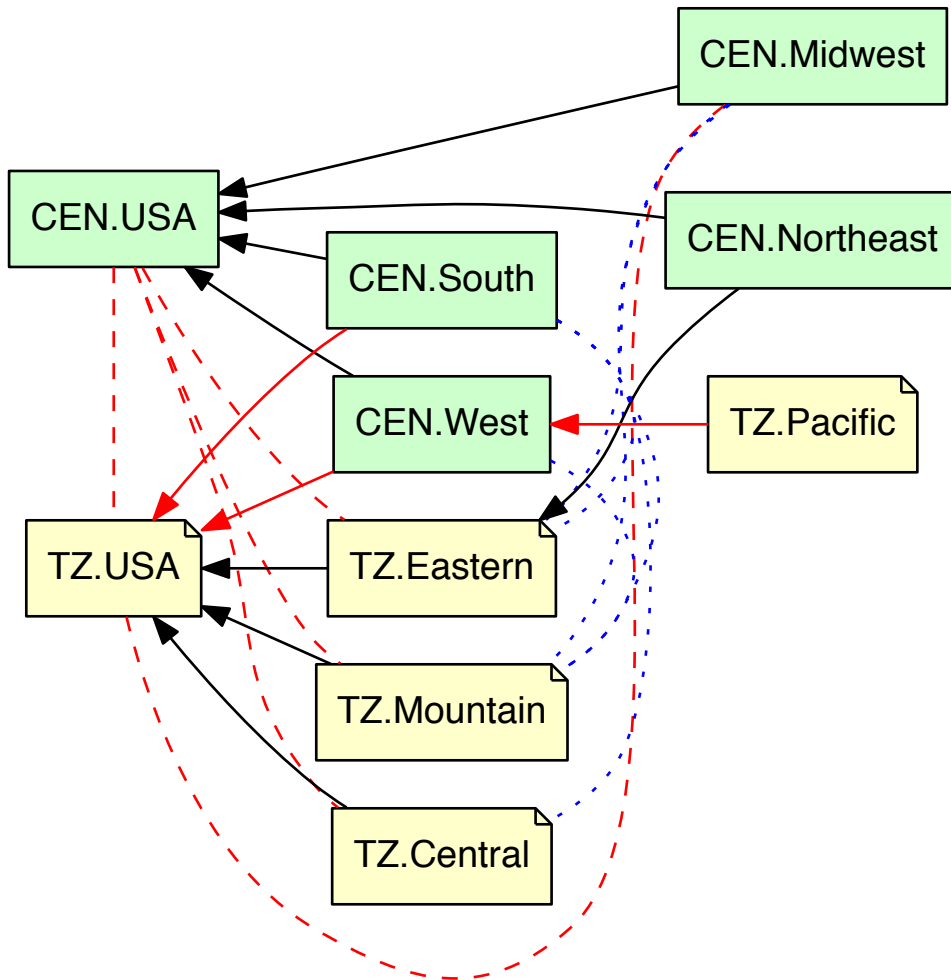 CEN.Midwest
CEN.USA
CEN.Northeast
CEN.South
CEN.West
TZ.Pacific
TZ.USA
TZ.Eastern
TZ.Mountain
TZ.Central